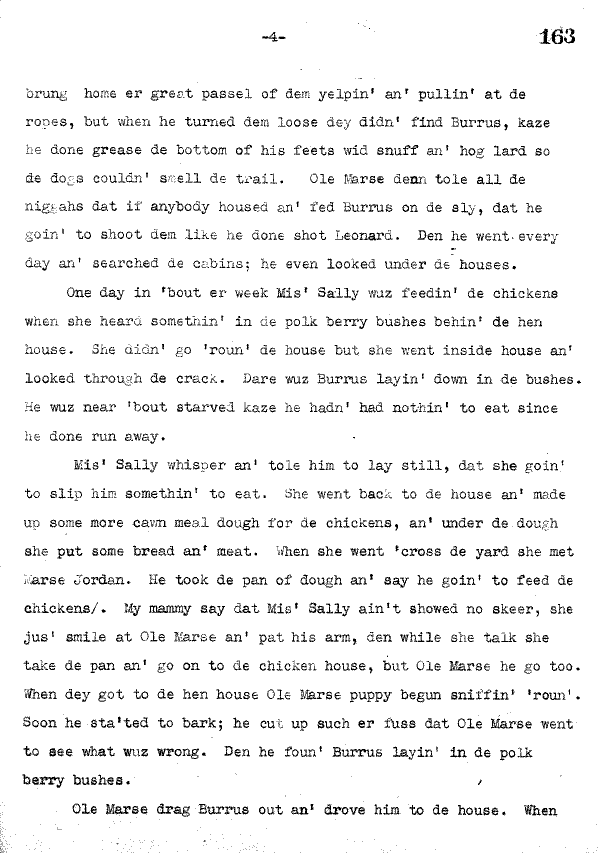 -4-
163
brung home er great passel of dem yelpin' an' pullin' at de
ropes, but when he turned dem loose dey didn' find Burrus, kaze
he done grease de bottom of his feets wid snuff an' hog lard so
de dogs couldn' smell de trail. Ole Marse denn tole all de
niggahs dat if anybody housed an' fed Burrus on de sly, dat he
goin' to shoot dem like he done shot Leonard. Den he went every
day an' searched de cabins; he even looked under de houses.
One day in 'bout er week Mis' Sally wuz feedin' de chickens
when she heard somethin' in de polk berry bushes behin' de hen
house. She didn' go 'roun' de house but she went inside house an'
looked through de crack. Dare wuz Burrus layin' down in de bushes.
He wuz near 'bout starved kaze he hadn' had nothin' to eat since
he done run away.
Mis' Sally whisper an' tole him to lay still, dat she goin'
to slip him somethin' to eat. She went back to de house an' made
up some more cawn meal dough for de chickens, an' under de dough
she put some bread an' meat. When she went 'cross de yard she met
Marse Jordan. He took de pan of dough an' say he goin' to feed de
chickens/. My mammy say dat Mis' Sally ain't showed no skeer, she
jus' smile at Ole Marse an' pat his arm, den while she talk she
take de pan an' go on to de chicken house, but Ole Marse he go too.
When dey got to de hen house Ole Marse puppy begun sniffin' 'roun'.
Soon he sta'ted to bark; he cut up such er fuss dat Ole Marse went
to see what wuz wrong. Den he foun' Burrus layin' in de polk
berry bushes.
Ole Marse drag Burrus out an' drove him to de house. When